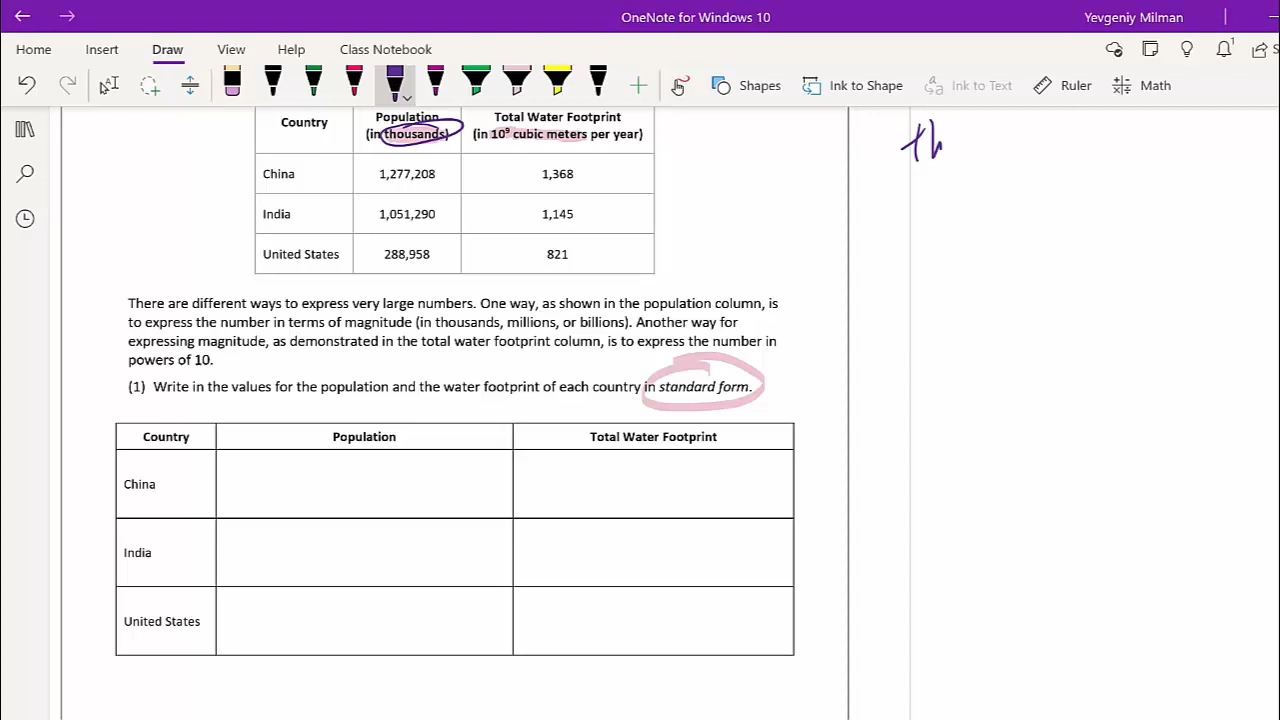 OneNote for Windows 10
Yevgeniy Milman
Home Insert Draw View Help Class Notebook
Shapes Ink to Shape Ink to Text Ruler Math
Country Population (in thousands) Total Water Footprint (in 10⁹ cubic meters per year)
China 1,277,208 1,368
India 1,051,290 1,145
United States 288,958 821
th
There are different ways to express very large numbers. One way, as shown in the population column, is
to express the number in terms of magnitude (in thousands, millions, or billions). Another way for
expressing magnitude, as demonstrated in the total water footprint column, is to express the number in
powers of 10.
(1) Write in the values for the population and the water footprint of each country in standard form.
Country Population Total Water Footprint
China
India
United States